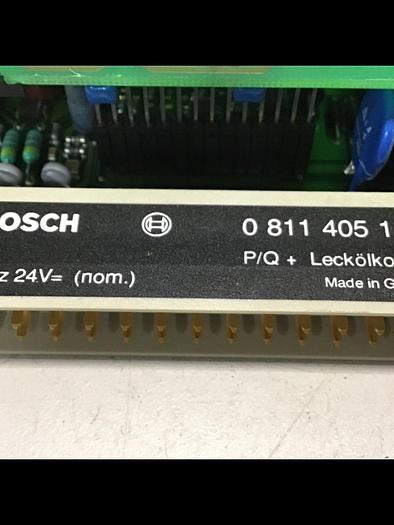 OSCH 0 811 405 1
P/Q + Leckölko
z 24V= (nom.)
Made in G